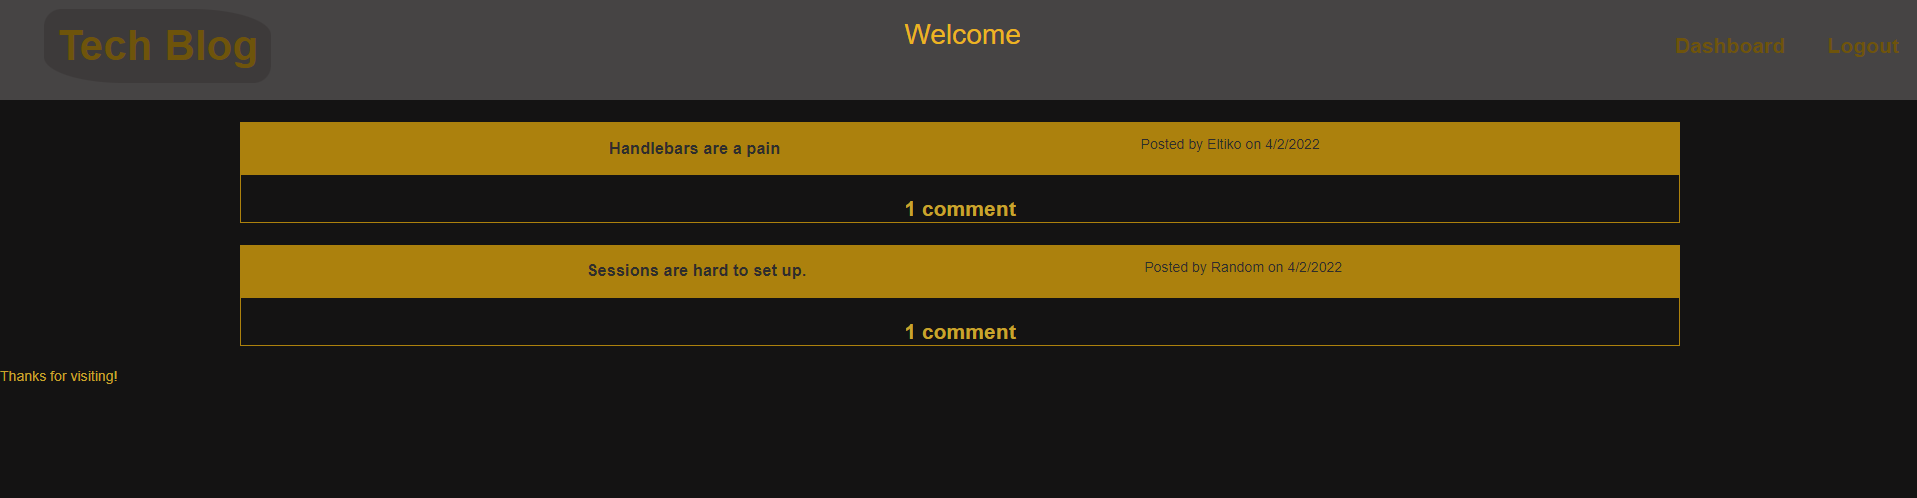 Tech Blog
Welcome
Dashboard Logout
Handlebars are a pain
Posted by Eltiko on 4/2/2022
1 comment
Sessions are hard to set up.
Posted by Random on 4/2/2022
1 comment
Thanks for visiting!